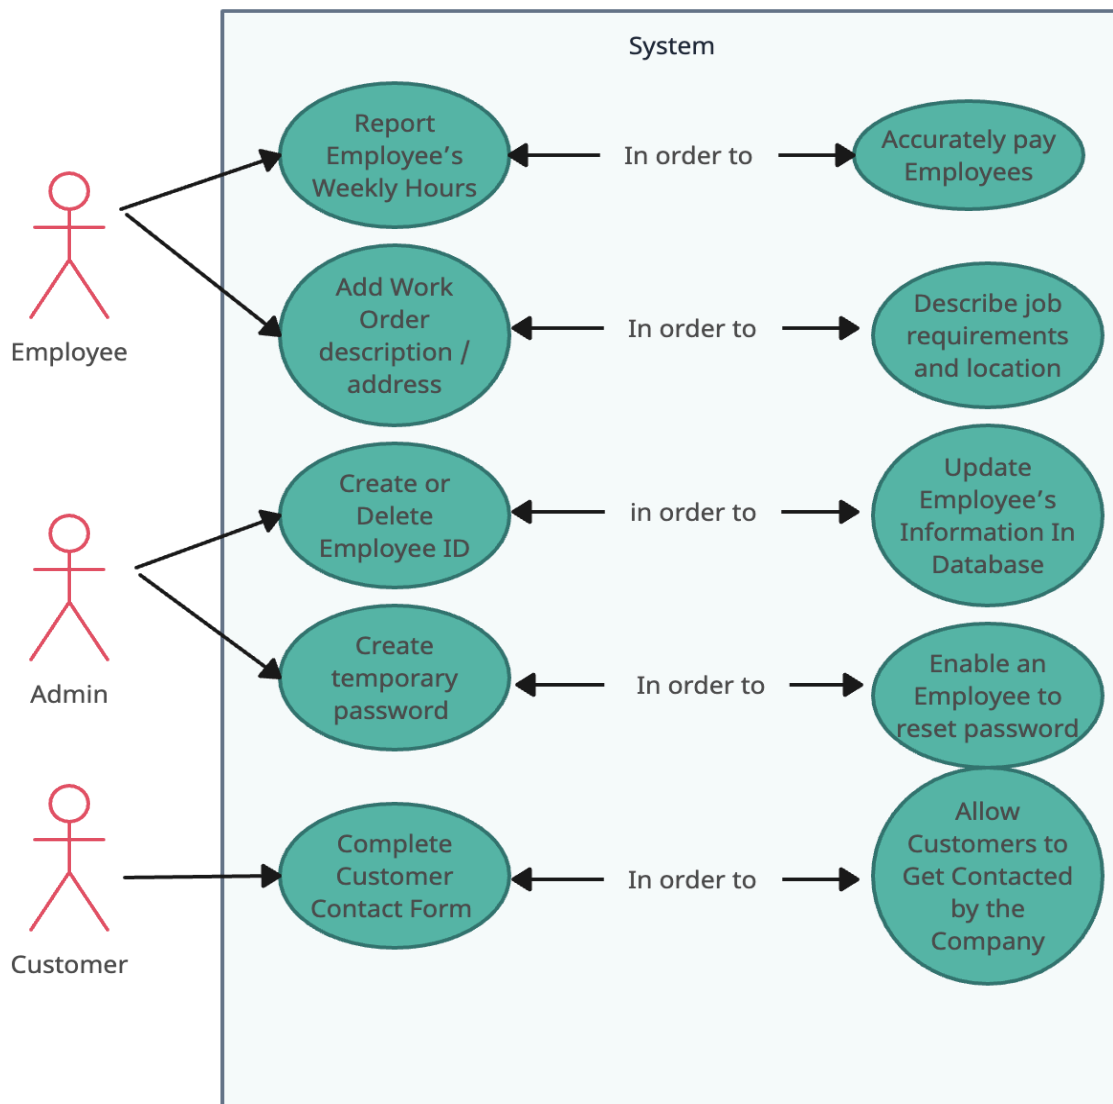 System
Report
Employee’s
Weekly Hours
In order to
Accurately pay
Employees
Employee
Add Work
Order
description /
address
In order to
Describe job
requirements
and location
Admin
Create or
Delete
Employee ID
in order to
Update
Employee’s
Information In
Database
Create
temporary
password
In order to
Enable an
Employee to
reset password
Customer
Complete
Customer
Contact Form
In order to
Allow
Customers to
Get Contacted
by the
Company